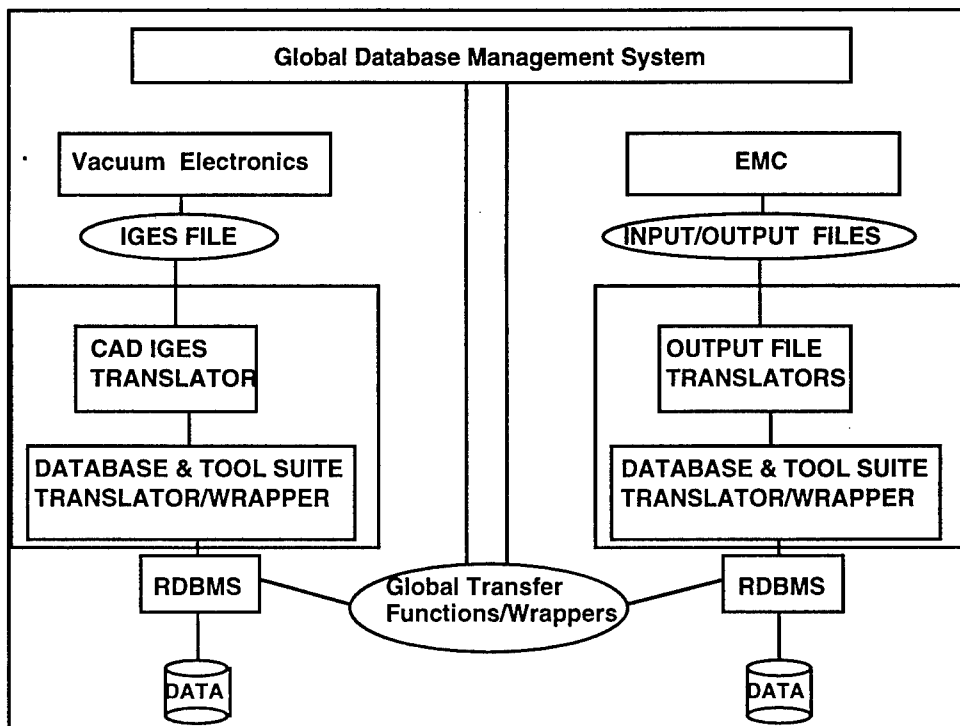 Global Database Management System
Vacuum Electronics
EMC
IGES FILE
INPUT/OUTPUT FILES
CAD IGES
TRANSLATOR
OUTPUT FILE
TRANSLATORS
DATABASE & TOOL SUITE
TRANSLATOR/WRAPPER
DATABASE & TOOL SUITE
TRANSLATOR/WRAPPER
RDBMS
Global Transfer
Functions/Wrappers
RDBMS
DATA
DATA